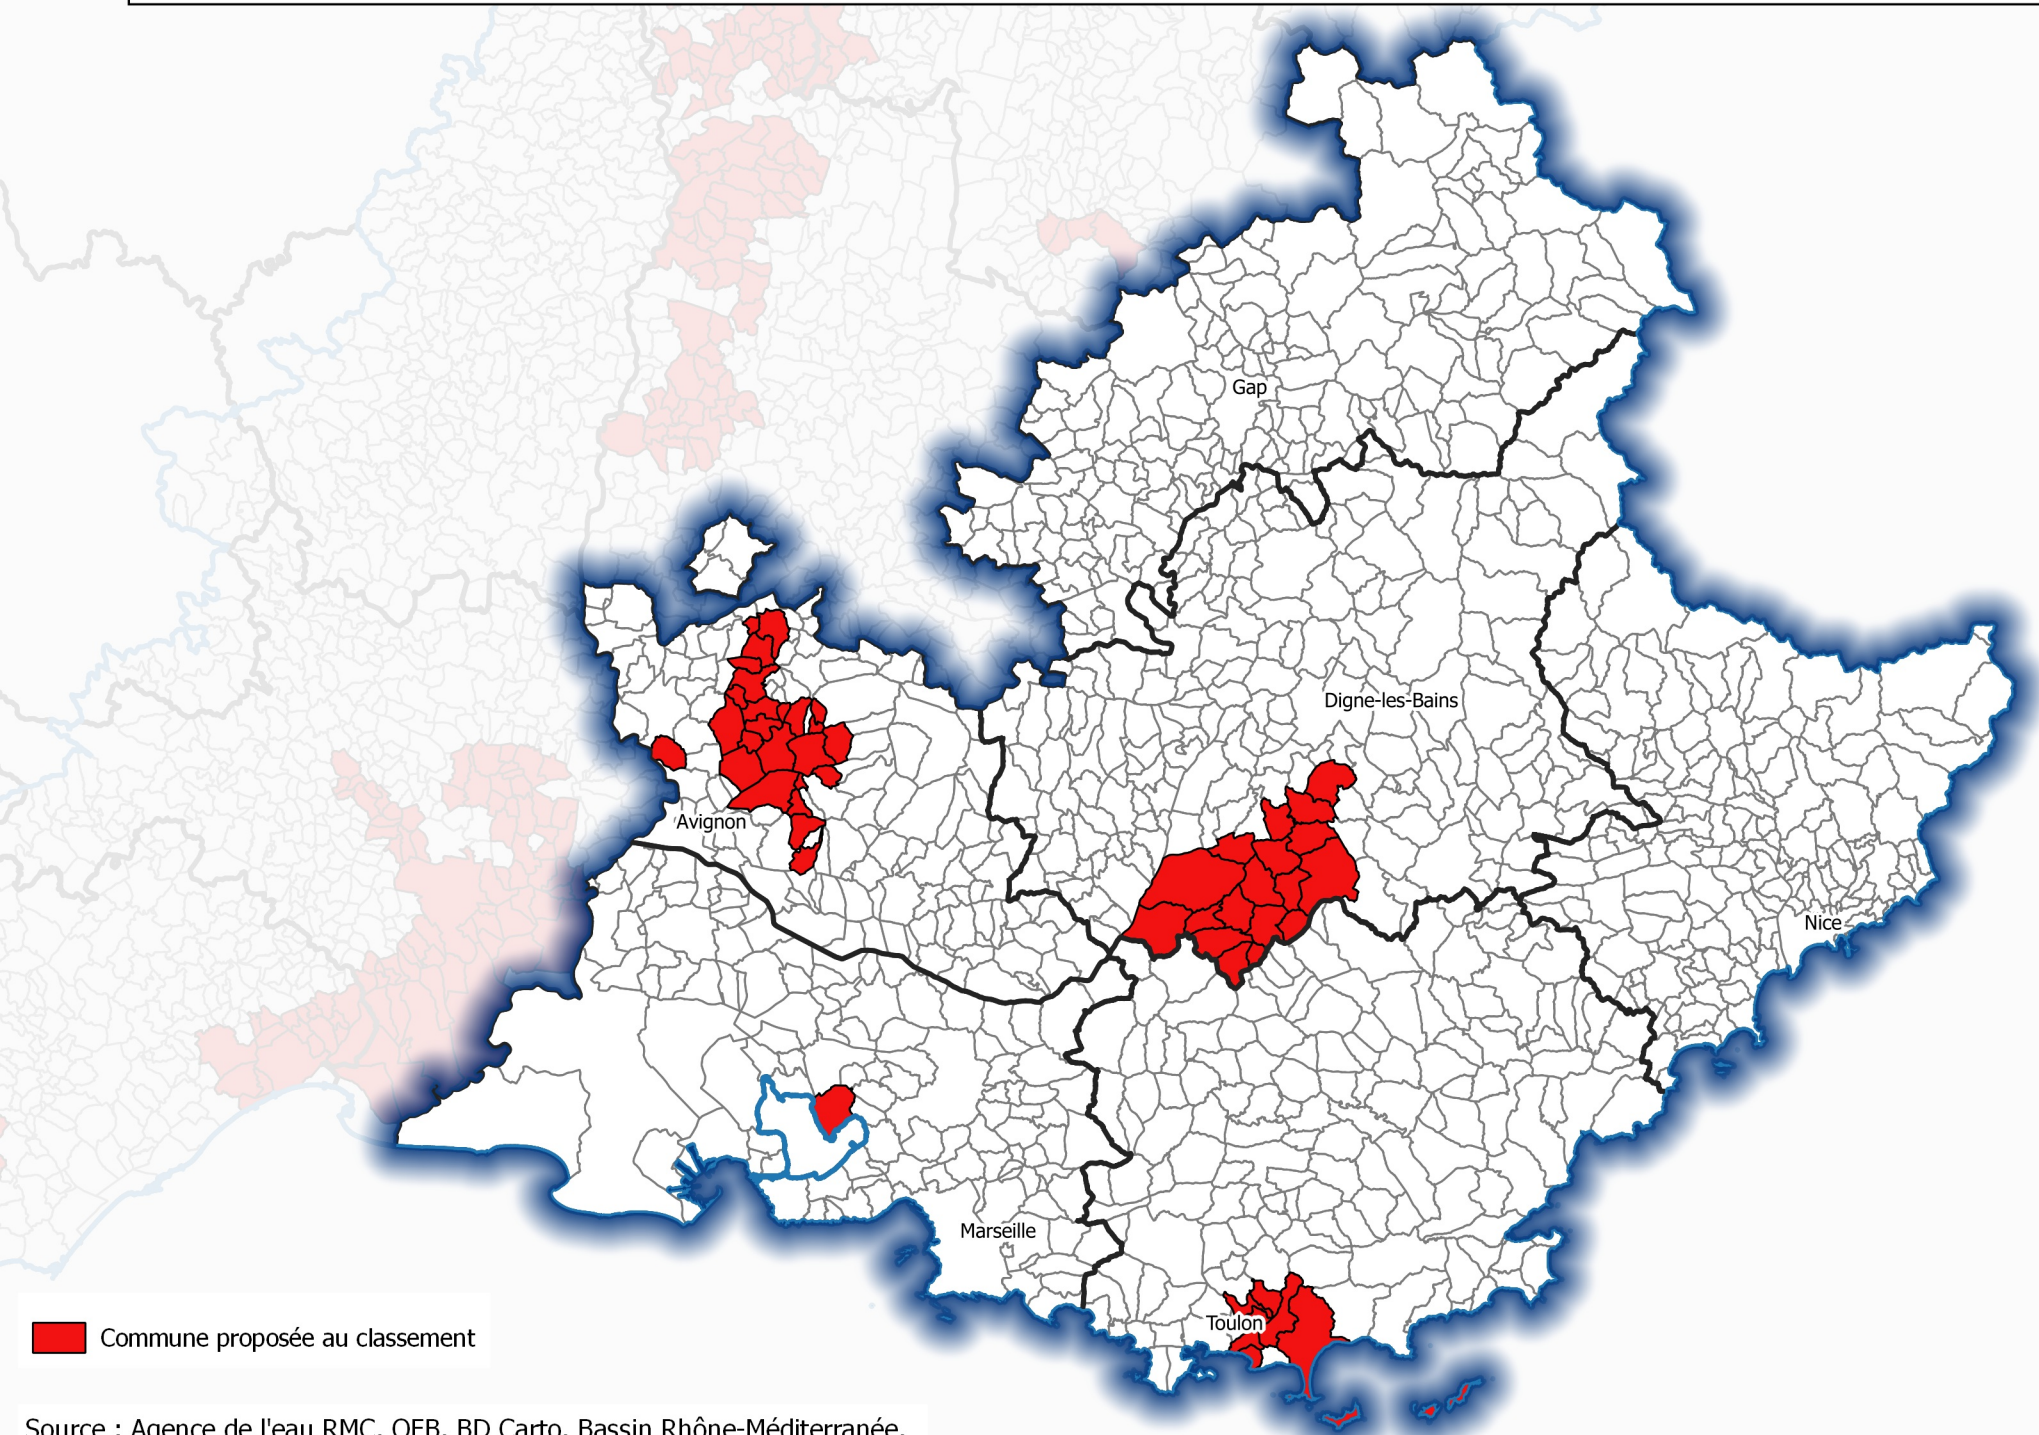 Gap
Digne-les-Bains
Avignon
Nice
Marseille
Toulon
Commune proposée au classement
Source : Agence de l'eau RMC, OFB, BD Carto, Bassin Rhône-Méditerranée.